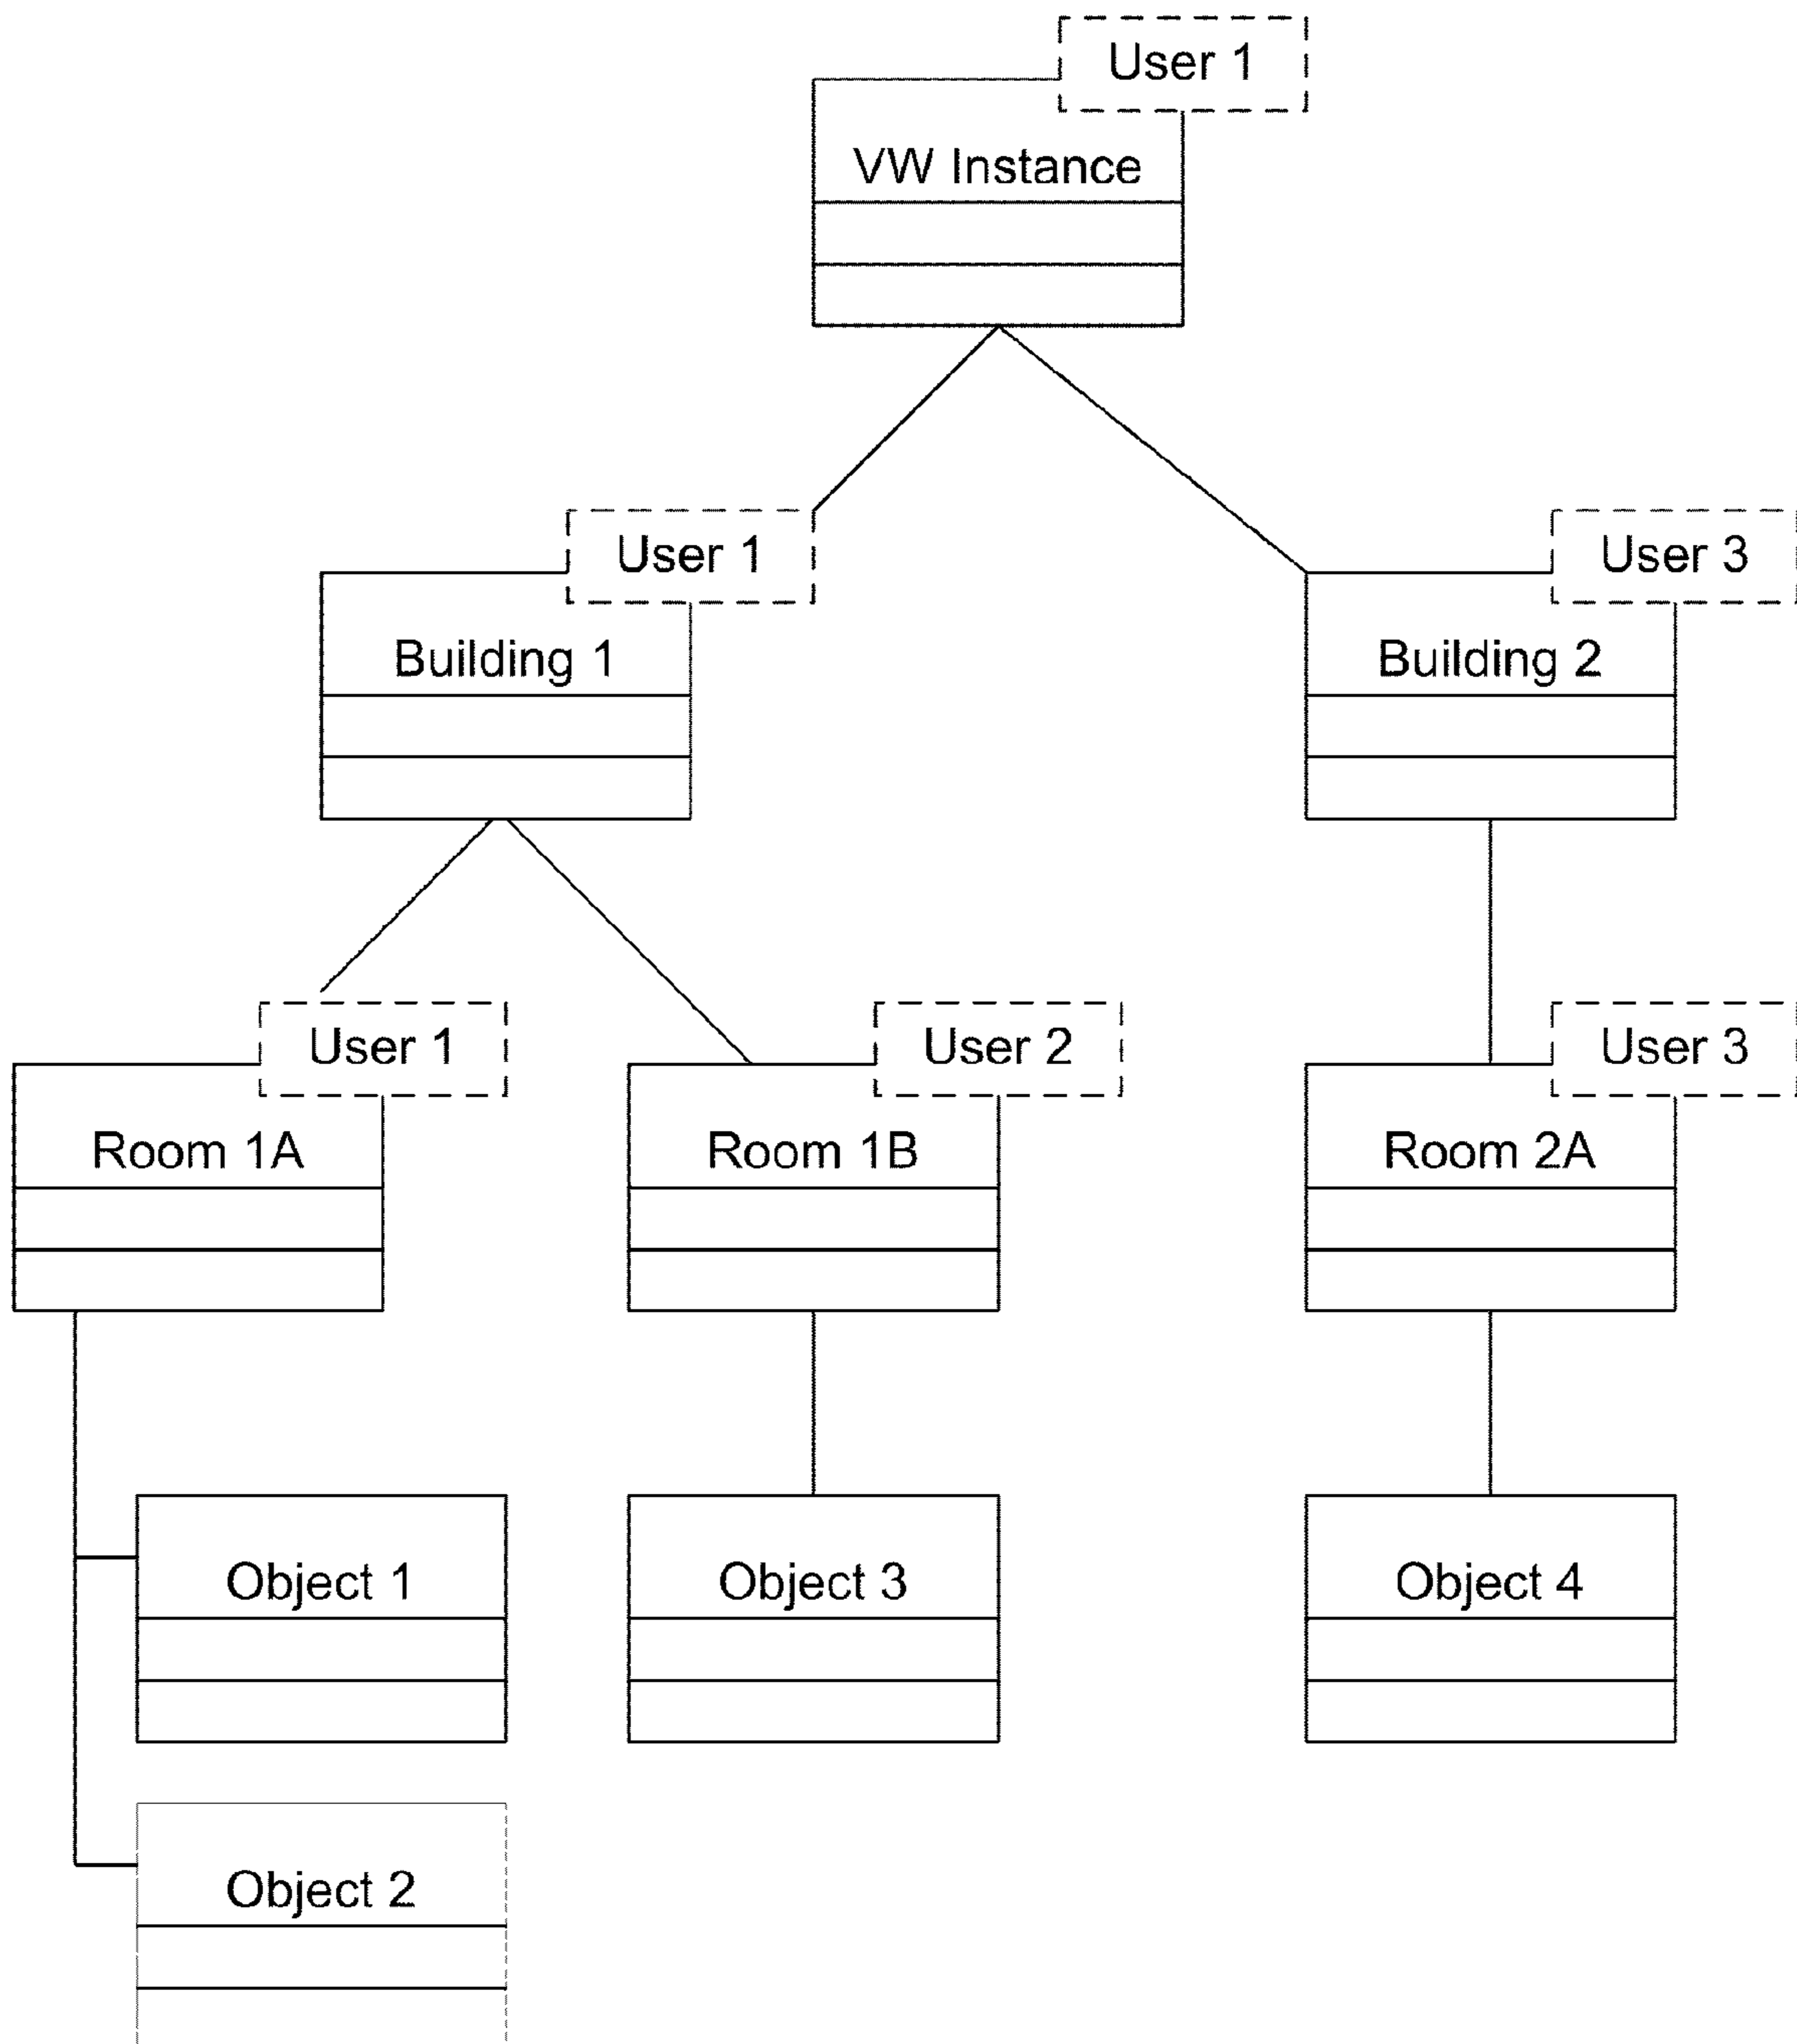 User 1
VW Instance
User 1
User 3
Building 1
Building 2
User 1
User 2
User 3
Room 1A
Room 1B
Room 2A
Object 1
Object 3
Object 4
Object 2